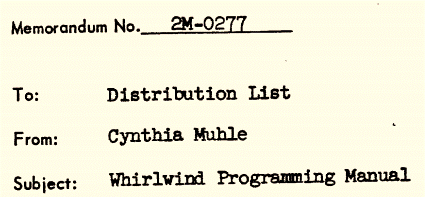 Memorandum No. 2M-0277
To: Distribution List
From: Cynthia Muhle
Subject: Whirlwind Programming Manual